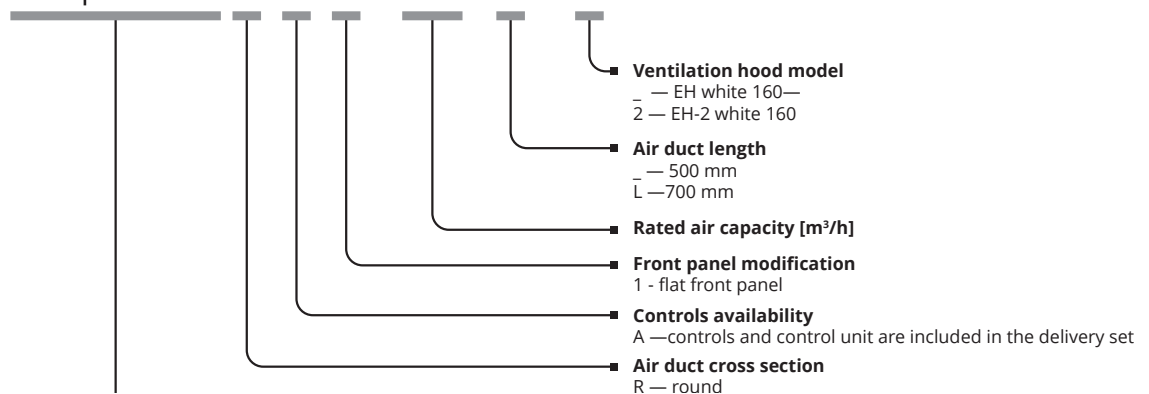 Ventilation hood model
_ — EH white 160—
2 — EH-2 white 160
Air duct length
_ — 500 mm
L —700 mm
Rated air capacity [m³/h]
Front panel modification
1 - flat front panel
Controls availability
A —controls and control unit are included in the delivery set
Air duct cross section
R — round